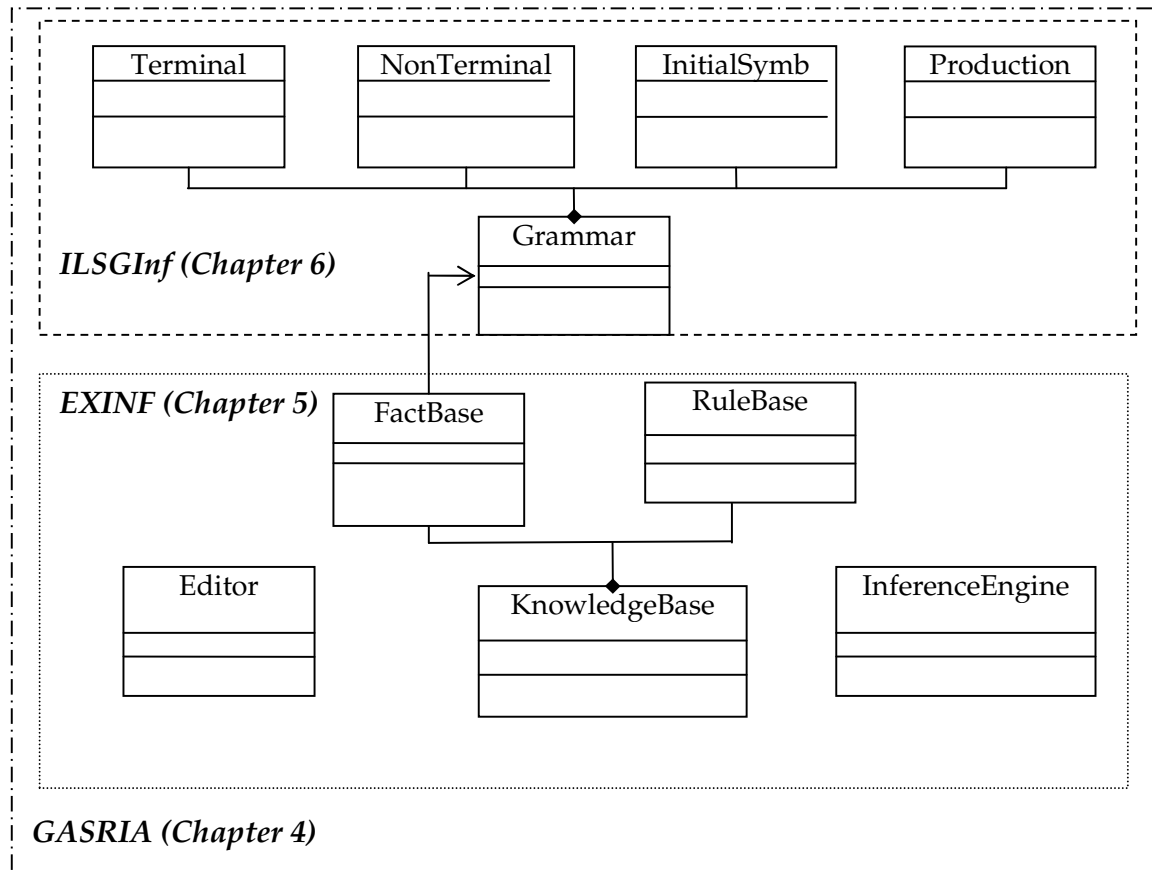 Terminal
NonTerminal
InitialSymb
Production
Grammar
ILSGInf (Chapter 6)
EXINF (Chapter 5)
FactBase
RuleBase
Editor
KnowledgeBase
InferenceEngine
GASRIA (Chapter 4)